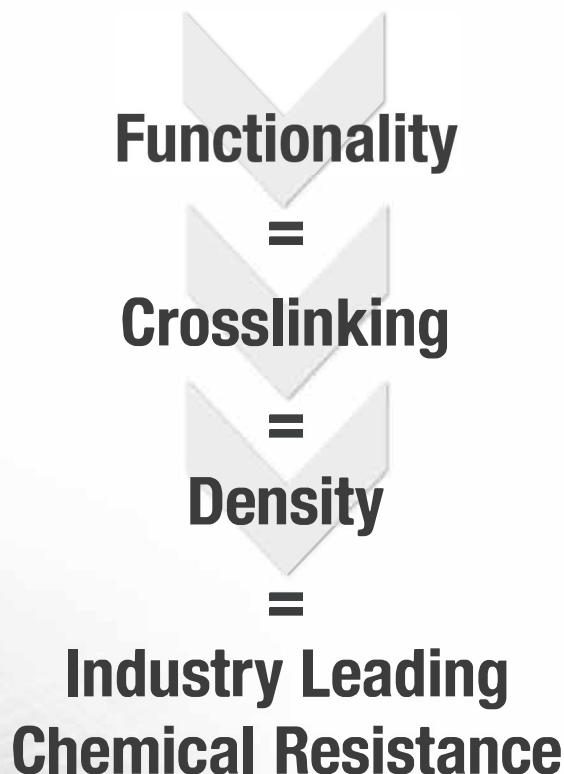 Functionality
=
Crosslinking
=
Density
=
Industry Leading
Chemical Resistance